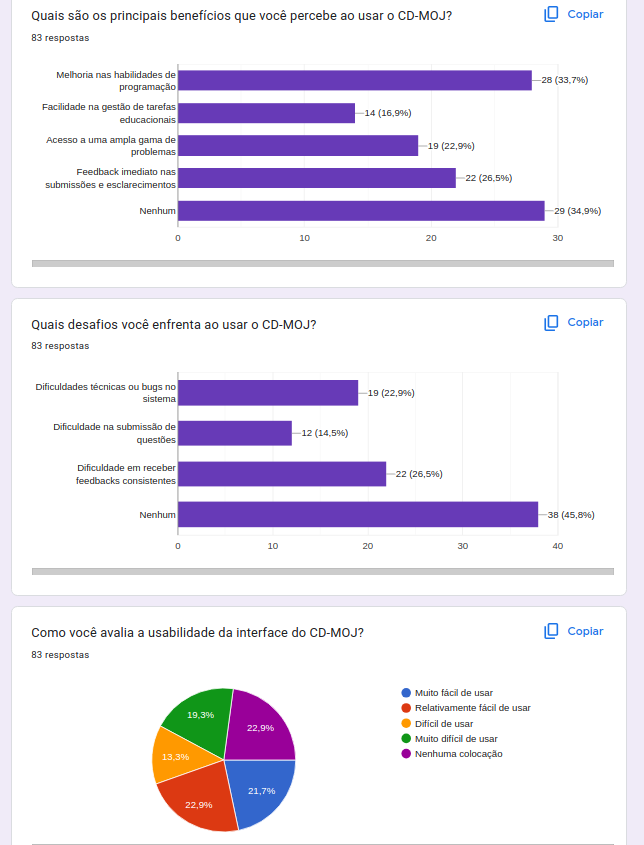 Quais são os principais benefícios que você percebe ao usar o CD-MOJ?
Copiar
83 respostas
Melhoria nas habilidades de
programação
28 (33,7%)
Facilidade na gestão de tarefas
educacionais
14 (16,9%)
Acesso a uma ampla gama de
problemas
19 (22,9%)
Feedback imediato nas
submissões e esclarecimentos
22 (26,5%)
Nenhum
29 (34,9%)
0
10
20
30
Quais desafios você enfrenta ao usar o CD-MOJ?
Copiar
83 respostas
Dificuldades técnicas ou bugs no
sistema
19 (22,9%)
Dificuldade na submissão de
questões
12 (14,5%)
Dificuldade em receber
feedbacks consistentes
22 (26,5%)
Nenhum
38 (45,8%)
0
10
20
30
40
Como você avalia a usabilidade da interface do CD-MOJ?
Copiar
83 respostas
Muito fácil de usar
Relativamente fácil de usar
Difícil de usar
Muito difícil de usar
Nenhuma colocação
19,3%
22,9%
13,3%
21,7%
22,9%